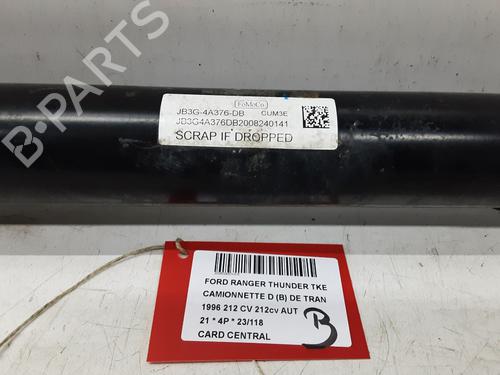 B-PARTS
FoMoCo
JB3G-4A376-DB CUM3E
JB3G4A376DB2008240141
SCRAP IF DROPPED
FORD RANGER THUNDER TKE
CAMIONNETTE D (B) DE TRAN
1996 212 CV 212cv AUT
21 * 4P * 23/118
CARD CENTRAL
B